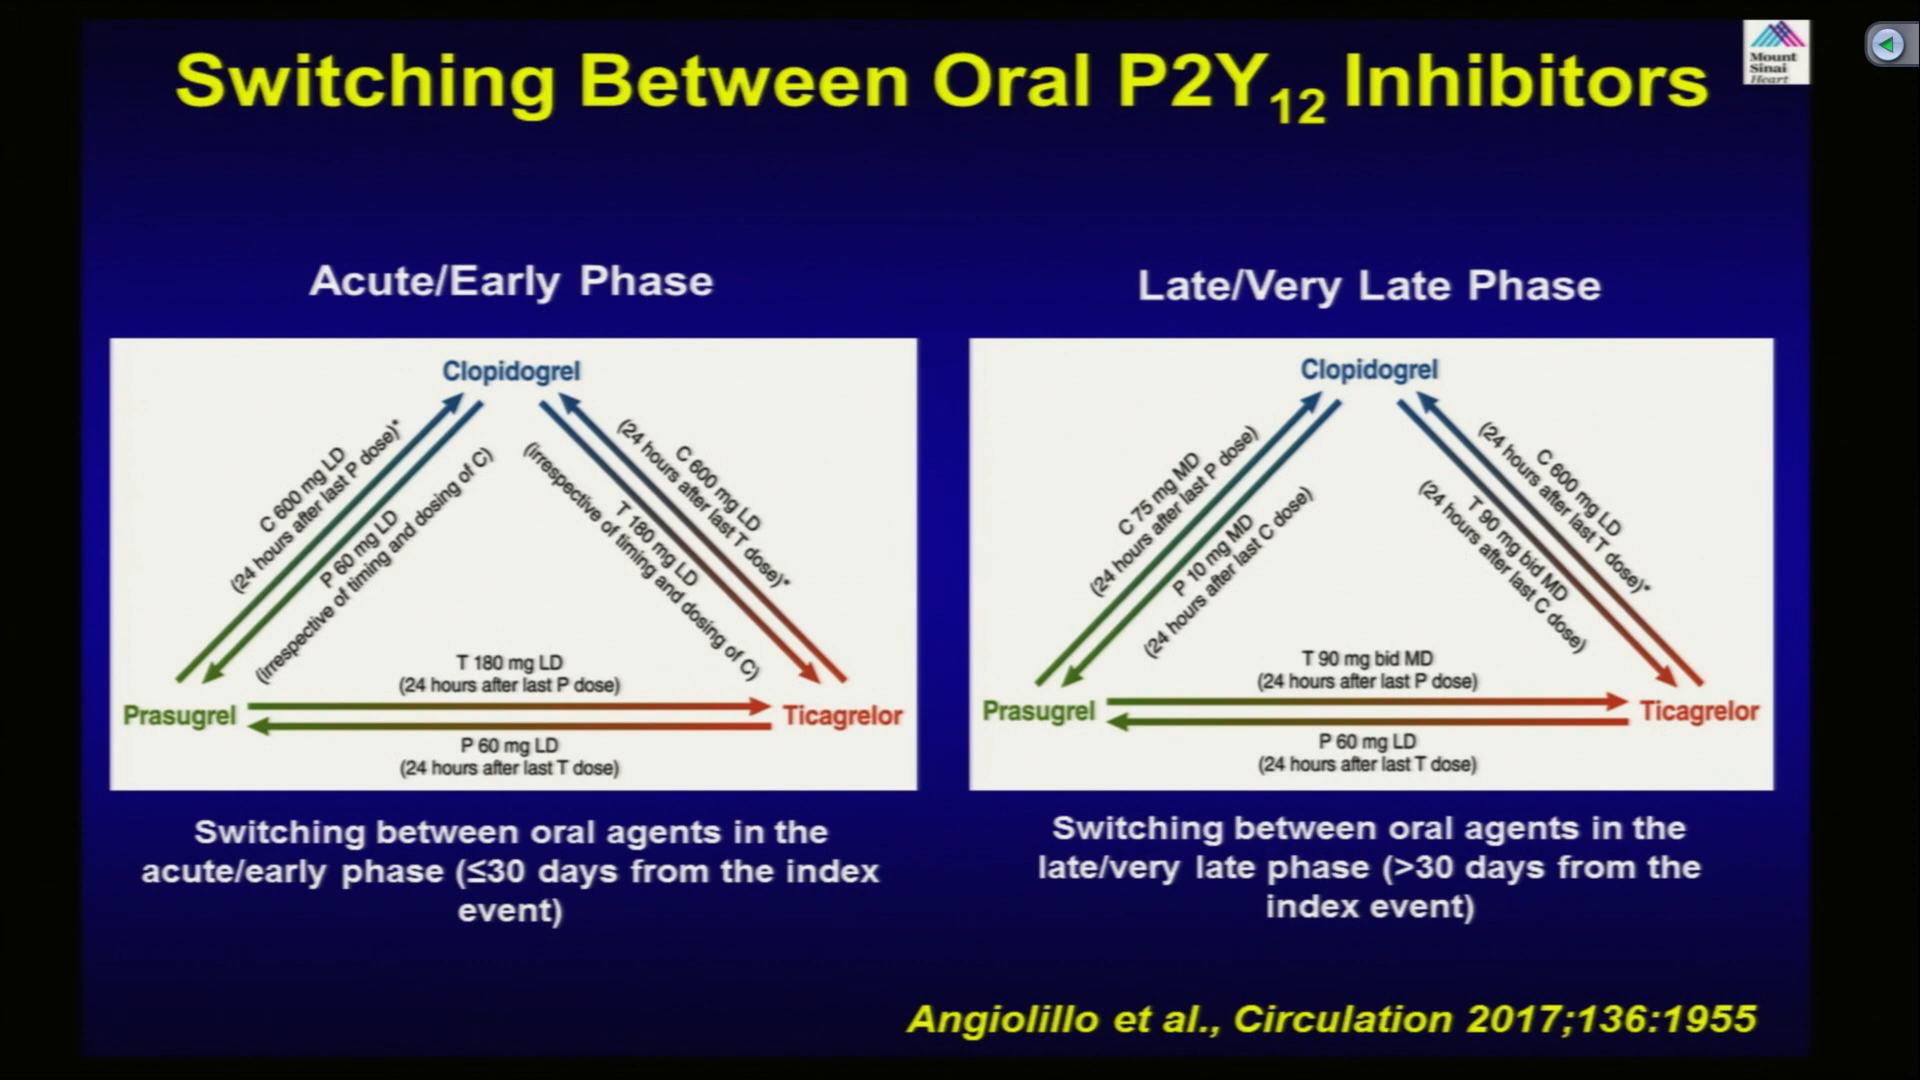 Switching Between Oral P2Y12 Inhibitors
Mount
Sinai
Heart
Acute/Early Phase
Clopidogrel
C 600 mg LD
(24 hours after last P dose)*
P 60 mg LD
(irrespective of timing and dosing of C)
C 600 mg LD
(24 hours after last T dose)*
T 180 mg LD
(irrespective of timing and dosing of C)
T 180 mg LD
(24 hours after last P dose)
Prasugrel
Ticagrelor
P 60 mg LD
(24 hours after last T dose)
Switching between oral agents in the
acute/early phase (≤30 days from the index
event)
Late/Very Late Phase
Clopidogrel
C 75 mg MD
(24 hours after last P dose)
P 10 mg MD
(24 hours after last C dose)
C 600 mg LD
(24 hours after last T dose)*
T 90 mg bid MD
(24 hours after last C dose)
T 90 mg bid MD
(24 hours after last P dose)
Prasugrel
Ticagrelor
P 60 mg LD
(24 hours after last T dose)
Switching between oral agents in the
late/very late phase (>30 days from the
index event)
Angiolillo et al., Circulation 2017;136:1955